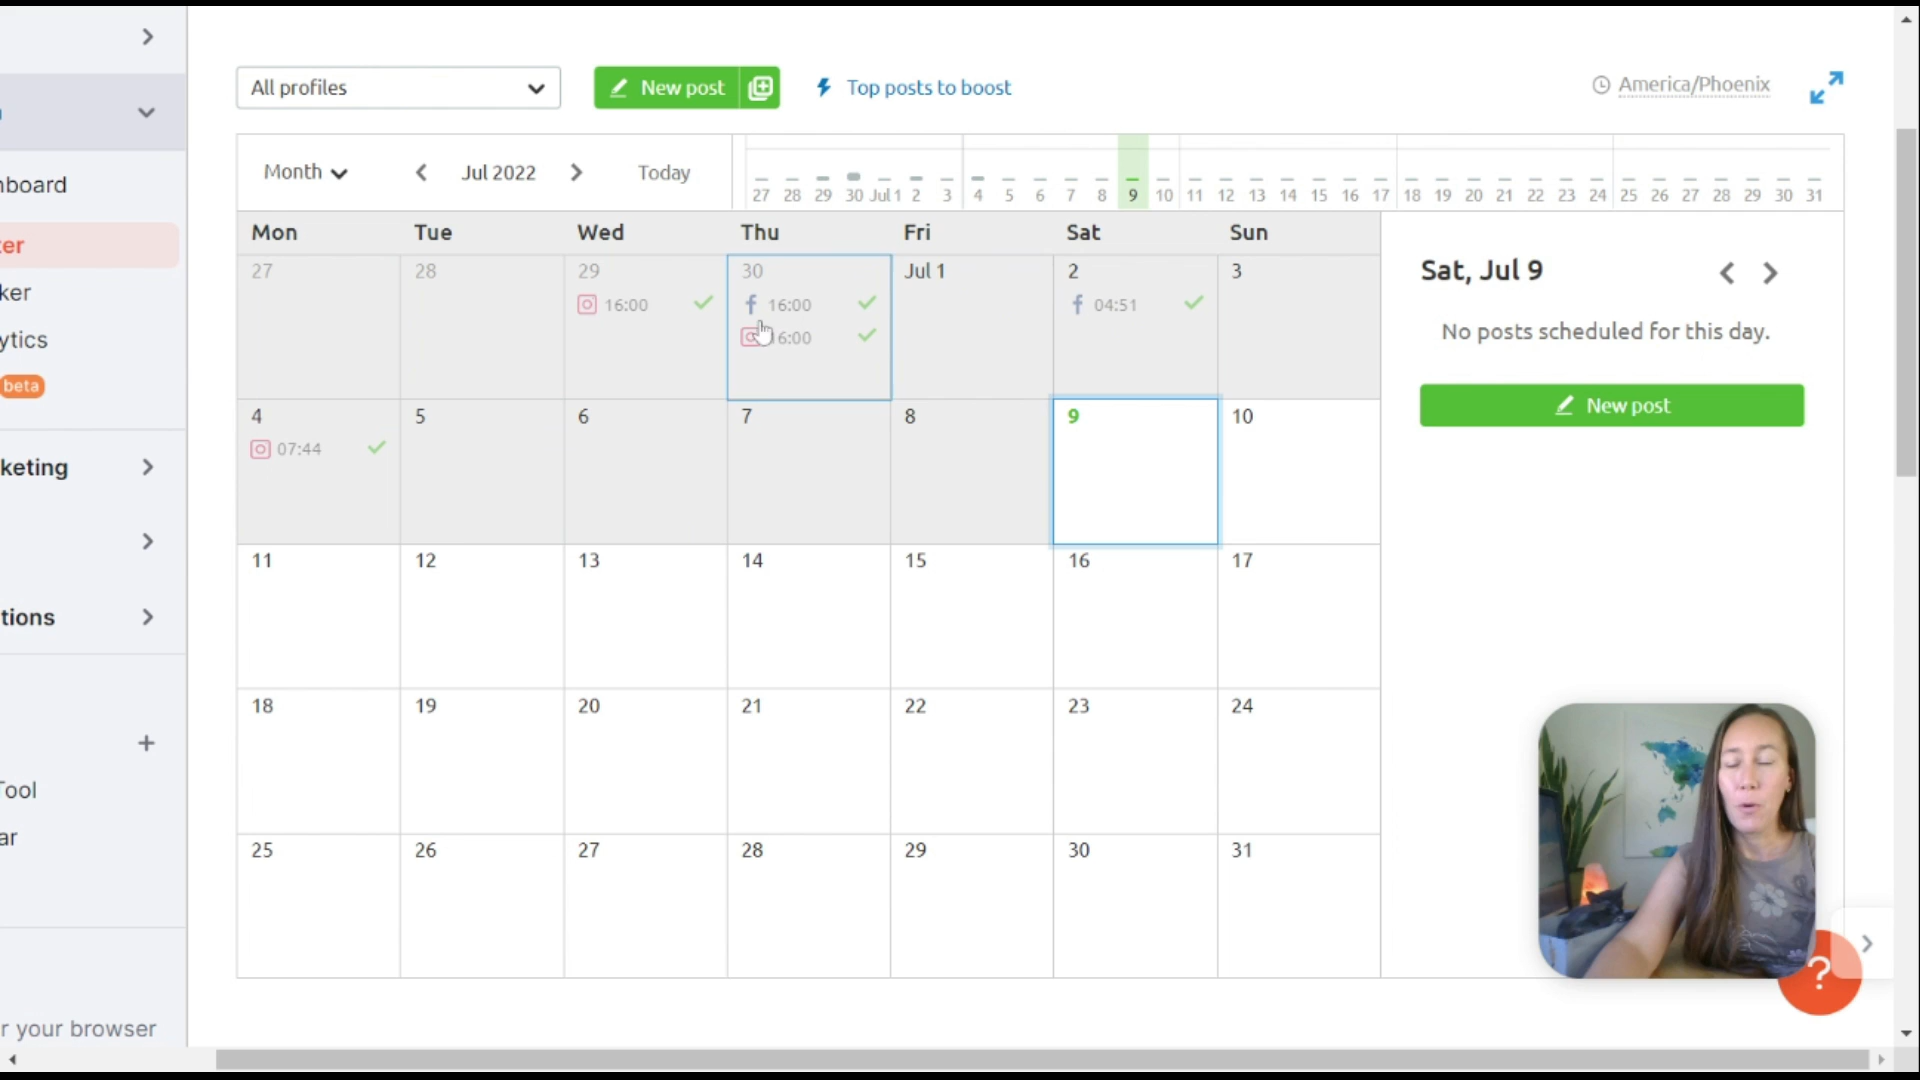 All profiles
New post
Top posts to boost
America/Phoenix
Month
Jul 2022
Today
27 28 29 30 Jul 1 2 3 4 5 6 7 8 9 10 11 12 13 14 15 16 17 18 19 20 21 22 23 24 25 26 27 28 29 30 31
Mon Tue Wed Thu Fri Sat Sun
27 28 29 30 Jul 1 2 3
16:00 16:00 04:51
6:00
4 5 6 7 8 9 10
07:44
11 12 13 14 15 16 17
18 19 20 21 22 23 24
25 26 27 28 29 30 31
Sat, Jul 9
No posts scheduled for this day.
New post
?
nboard
ter
ker
ytics
beta
keting
tions
+
Tool
ar
r your browser